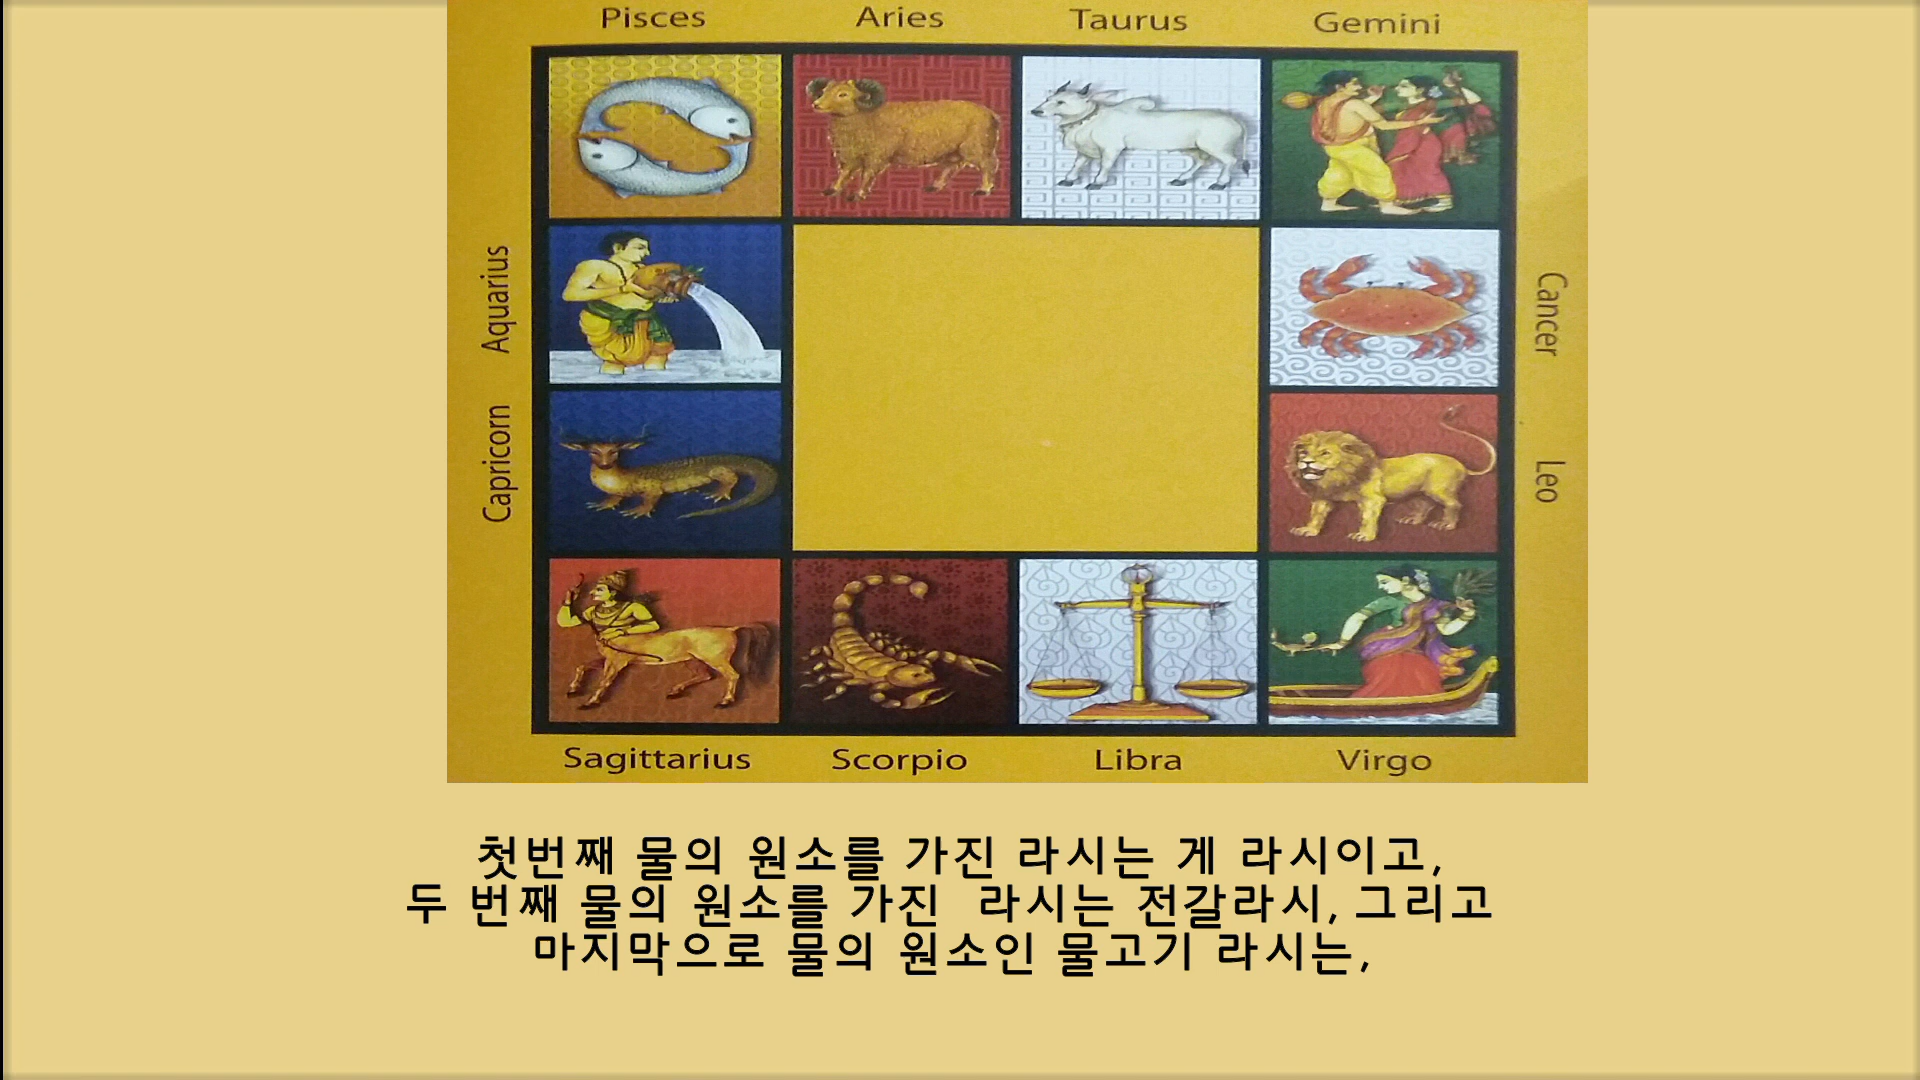 Pisces Aries Taurus Gemini
Aquarius
Cancer
Capricorn
Leo
Sagittarius Scorpio Libra Virgo
첫번째 물의 원소를 가진 라시는 게 라시이고,
두 번째 물의 원소를 가진 라시는 전갈라시, 그리고
마지막으로 물의 원소인 물고기 라시는,